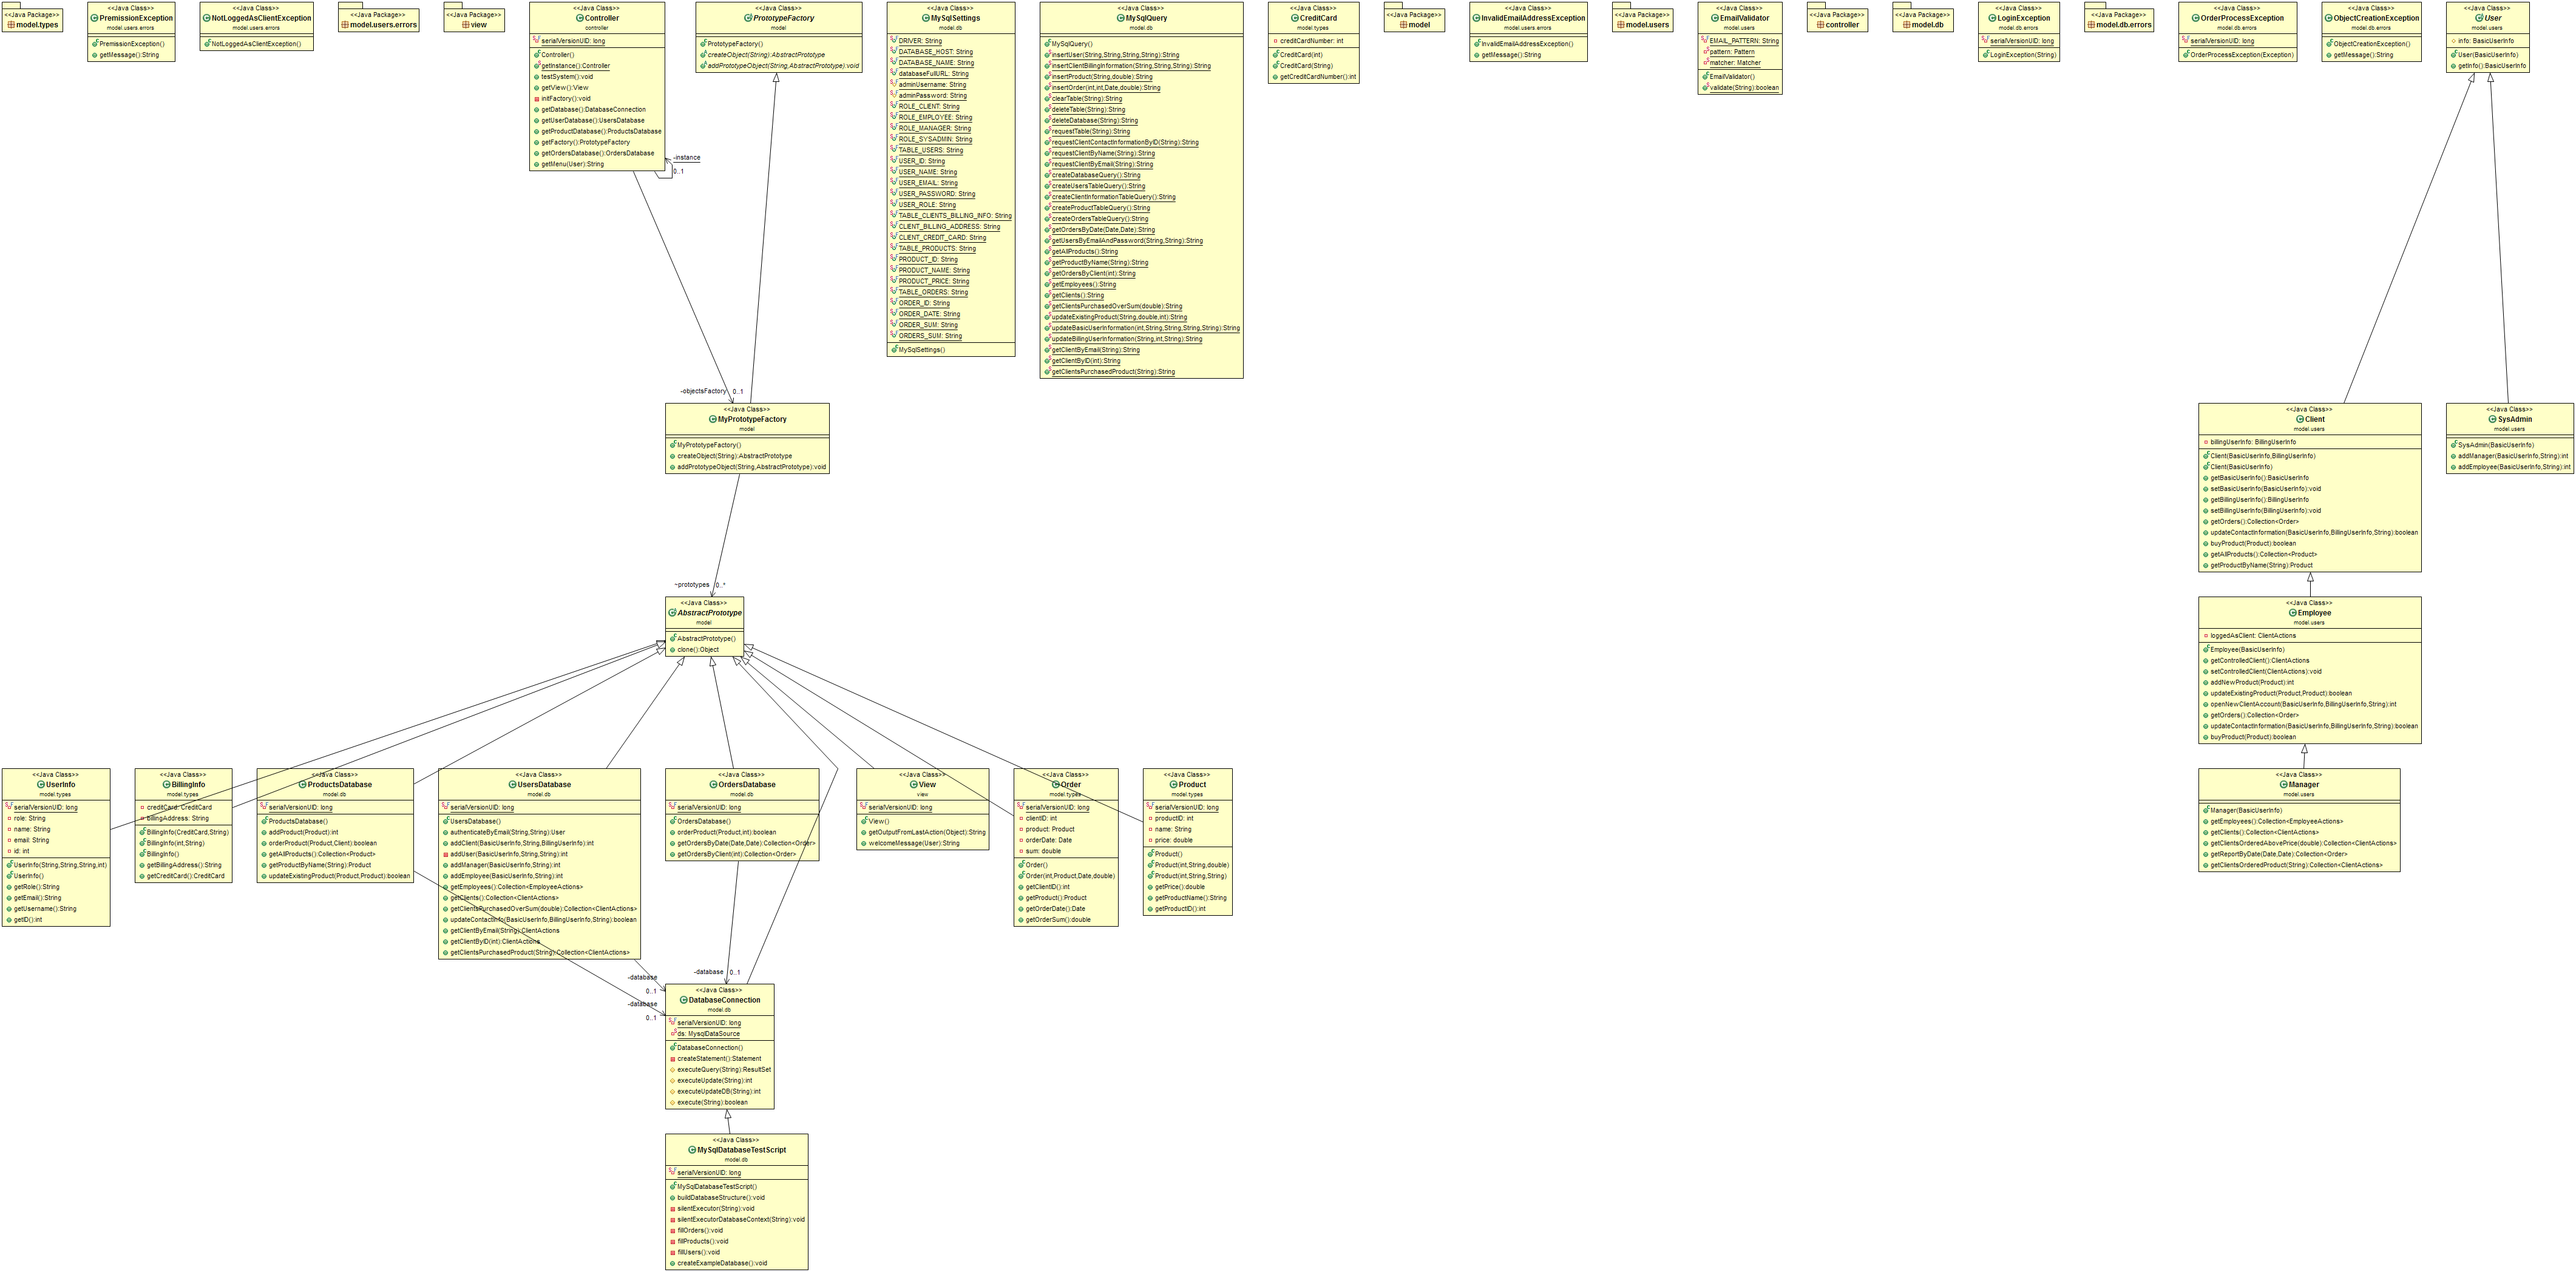 <<Java Package>>
model.types
<<Java Class>>
PremissionException
model.users.errors
PremissionException()
getMessage():String
<<Java Class>>
NotLoggedAsClientException
model.users.errors
NotLoggedAsClientException()
<<Java Package>>
model.users.errors
<<Java Package>>
view
<<Java Class>>
Controller
controller
serialVersionUID: long
Controller()
getInstance():Controller
testSystem():void
getView():View
initFactory():void
getDatabase():DatabaseConnection
getUserDatabase():UsersDatabase
getProductDatabase():ProductsDatabase
getFactory():PrototypeFactory
getOrdersDatabase():OrdersDatabase
getMenu(User):String
-instance
0..1
<<Java Class>>
PrototypeFactory
model
PrototypeFactory()
createObject(String):AbstractPrototype
addPrototypeObject(String,AbstractPrototype):void
<<Java Class>>
MySqlSettings
model.db
DRIVER: String
DATABASE_HOST: String
DATABASE_NAME: String
databaseFulURL: String
adminUsername: String
adminPassword: String
ROLE_CLIENT: String
ROLE_EMPLOYEE: String
ROLE_MANAGER: String
ROLE_SYSADMIN: String
TABLE_USERS: String
USER_ID: String
USER_NAME: String
USER_EMAIL: String
USER_PASSWORD: String
USER_ROLE: String
TABLE_CLIENTS_BILLING_INFO: String
CLIENT_BILLING_ADDRESS: String
CLIENT_CREDIT_CARD: String
TABLE_PRODUCTS: String
PRODUCT_ID: String
PRODUCT_NAME: String
PRODUCT_PRICE: String
TABLE_ORDERS: String
ORDER_ID: String
ORDER_DATE: String
ORDER_SUM: String
ORDERS_SUM: String
MySqlSettings()
<<Java Class>>
MySqlQuery
model.db
MySqlQuery()
insertUser(String,String,String,String):String
insertClientBillingInformation(String,String,String):String
insertProduct(String,double):String
insertOrder(int,int,Date,double):String
clearTable(String):String
deleteTable(String):String
deleteDatabase(String):String
requestTable(String):String
requestClientContactInformationByID(String):String
requestClientByName(String):String
requestClientByEmail(String):String
createDatabaseQuery():String
createUsersTableQuery():String
createClientInformationTableQuery():String
createProductTableQuery():String
createOrdersTableQuery():String
getOrdersByDate(Date,Date):String
getUsersByEmailAndPassword(String,String):String
getAllProducts():String
getProductByName(String):String
getOrdersByClient(int):String
getEmployees():String
getClients():String
getClientsPurchasedOverSum(double):String
updateExistingProduct(String,double,int):String
updateBasicUserInformation(int,String,String,String,String):String
updateBillingUserInformation(String,int,String):String
getClientByEmail(String):String
getClientByID(int):String
getClientsPurchasedProduct(String):String
<<Java Class>>
CreditCard
model.types
creditCardNumber: int
CreditCard(int)
CreditCard(String)
getCreditCardNumber():int
<<Java Package>>
model
<<Java Class>>
InvalidEmailAddressException
model.users.errors
InvalidEmailAddressException()
getMessage():String
<<Java Package>>
model.users
<<Java Class>>
EmailValidator
model.users
EMAIL_PATTERN: String
pattern: Pattern
matcher: Matcher
EmailValidator()
validate(String):boolean
<<Java Package>>
controller
<<Java Package>>
model.db
<<Java Class>>
LoginException
model.db.errors
serialVersionUID: long
LoginException(String)
<<Java Package>>
model.db.errors
<<Java Class>>
OrderProcessException
model.db.errors
serialVersionUID: long
OrderProcessException(Exception)
<<Java Class>>
ObjectCreationException
model.db.errors
ObjectCreationException()
getMessage():String
<<Java Class>>
User
model.users
info: BasicUserInfo
User(BasicUserInfo)
getInfo():BasicUserInfo
-objectsFactory
0..1
<<Java Class>>
MyPrototypeFactory
model
MyPrototypeFactory()
createObject(String):AbstractPrototype
addPrototypeObject(String,AbstractPrototype):void
<<Java Class>>
Client
model.users
billingUserInfo: BillingUserInfo
Client(BasicUserInfo,BillingUserInfo)
Client(BasicUserInfo)
getBasicUserInfo():BasicUserInfo
setBasicUserInfo(BasicUserInfo):void
getBillingUserInfo():BillingUserInfo
setBillingUserInfo(BillingUserInfo):void
getOrders():Collection<Order>
updateContactInformation(BasicUserInfo,BillingUserInfo,String):boolean
buyProduct(Product):boolean
getAllProducts():Collection<Product>
getProductByName(String):Product
<<Java Class>>
SysAdmin
model.users
SysAdmin(BasicUserInfo)
addManager(BasicUserInfo,String):int
addEmployee(BasicUserInfo,String):int
~prototypes
0..*
<<Java Class>>
AbstractPrototype
model
AbstractPrototype()
clone():Object
<<Java Class>>
Employee
model.users
loggedAsClient: ClientActions
Employee(BasicUserInfo)
getControlledClient():ClientActions
setControlledClient(ClientActions):void
addNewProduct(Product):int
updateExistingProduct(Product,Product):boolean
openNewClientAccount(BasicUserInfo,BillingUserInfo,String):int
getOrders():Collection<Order>
updateContactInformation(BasicUserInfo,BillingUserInfo,String):boolean
buyProduct(Product):boolean
<<Java Class>>
UserInfo
model.types
serialVersionUID: long
role: String
name: String
email: String
id: int
UserInfo(String,String,String,int)
UserInfo()
getRole():String
getEmail():String
getUsername():String
getID():int
<<Java Class>>
BillingInfo
model.types
creditCard: CreditCard
billingAddress: String
BillingInfo(CreditCard,String)
BillingInfo(int,String)
BillingInfo()
getBillingAddress():String
getCreditCard():CreditCard
<<Java Class>>
ProductsDatabase
model.db
serialVersionUID: long
ProductsDatabase()
addProduct(Product):int
orderProduct(Product,Client):boolean
getAllProducts():Collection<Product>
getProductByName(String):Product
updateExistingProduct(Product,Product):boolean
<<Java Class>>
UsersDatabase
model.db
serialVersionUID: long
UsersDatabase()
authenticateByEmail(String,String):User
addClient(BasicUserInfo,String,BillingUserInfo):int
addUser(BasicUserInfo,String,String):int
addManager(BasicUserInfo,String):int
addEmployee(BasicUserInfo,String):int
getEmployees():Collection<EmployeeActions>
getClients():Collection<ClientActions>
getClientsPurchasedOverSum(double):Collection<ClientActions>
updateContactInfo(BasicUserInfo,BillingUserInfo,String):boolean
getClientByEmail(String):ClientActions
getClientByID(int):ClientActions
getClientsPurchasedProduct(String):Collection<ClientActions>
<<Java Class>>
OrdersDatabase
model.db
serialVersionUID: long
OrdersDatabase()
orderProduct(Product,int):boolean
getOrdersByDate(Date,Date):Collection<Order>
getOrdersByClient(int):Collection<Order>
<<Java Class>>
View
view
serialVersionUID: long
View()
getOutputFromLastAction(Object):String
welcomeMessage(User):String
<<Java Class>>
Order
model.types
serialVersionUID: long
clientID: int
product: Product
orderDate: Date
sum: double
Order()
Order(int,Product,Date,double)
getClientID():int
getProduct():Product
getOrderDate():Date
getOrderSum():double
<<Java Class>>
Product
model.types
serialVersionUID: long
productID: int
name: String
price: double
Product()
Product(int,String,double)
Product(int,String,String)
getPrice():double
getProductName():String
getProductID():int
<<Java Class>>
Manager
model.users
Manager(BasicUserInfo)
getEmployees():Collection<EmployeeActions>
getClients():Collection<ClientActions>
getClientsOrderedAbovePrice(double):Collection<ClientActions>
getReportByDate(Date,Date):Collection<Order>
getClientsOrderedProduct(String):Collection<ClientActions>
-database
0..1
-database
0..1
-database
0..1
<<Java Class>>
DatabaseConnection
model.db
serialVersionUID: long
ds: MysqlDataSource
DatabaseConnection()
createStatement():Statement
executeQuery(String):ResultSet
executeUpdate(String):int
executeUpdateDB(String):int
execute(String):boolean
<<Java Class>>
MySqlDatabaseTestScript
model.db
serialVersionUID: long
MySqlDatabaseTestScript()
buildDatabaseStructure():void
silentExecutor(String):void
silentExecutorDatabaseContext(String):void
fillOrders():void
fillProducts():void
fillUsers():void
createExampleDatabase():void